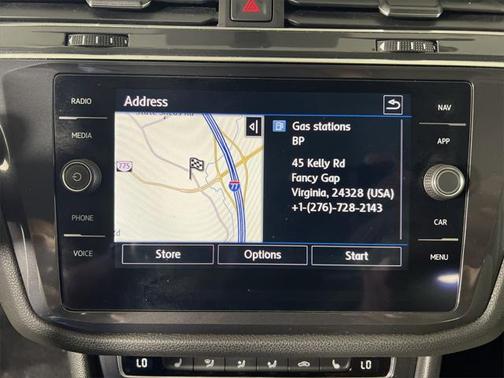 RADIO
MEDIA
PHONE
VOICE
Address
775
77
Gas stations
BP
45 Kelly Rd
Fancy Gap
Virginia, 24328 (USA)
+1-(276)-728-2143
Store
Options
Start
NAV
APP
CAR
MENU
LO
LO